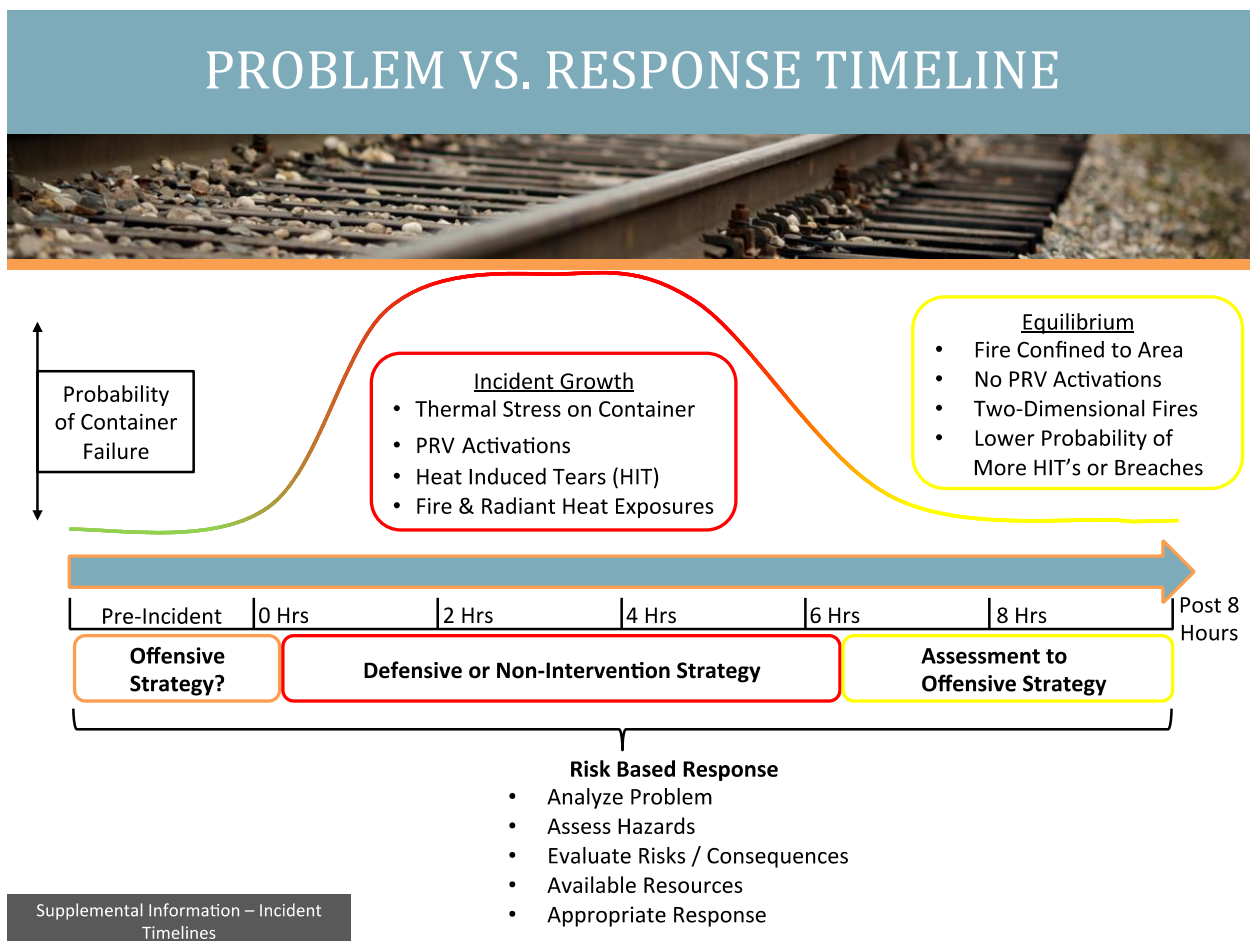 PROBLEM VS. RESPONSE TIMELINE
Probability
of Container
Failure
Incident Growth
• Thermal Stress on Container
• PRV Activations
• Heat Induced Tears (HIT)
• Fire & Radiant Heat Exposures
Equilibrium
• Fire Confined to Area
• No PRV Activations
• Two-Dimensional Fires
• Lower Probability of
More HIT's or Breaches
Pre-Incident
0 Hrs
2 Hrs
4 Hrs
6 Hrs
8 Hrs
Post 8
Hours
Offensive
Strategy?
Defensive or Non-Intervention Strategy
Assessment to
Offensive Strategy
Risk Based Response
• Analyze Problem
• Assess Hazards
• Evaluate Risks / Consequences
• Available Resources
• Appropriate Response
Supplemental Information – Incident
Timelines